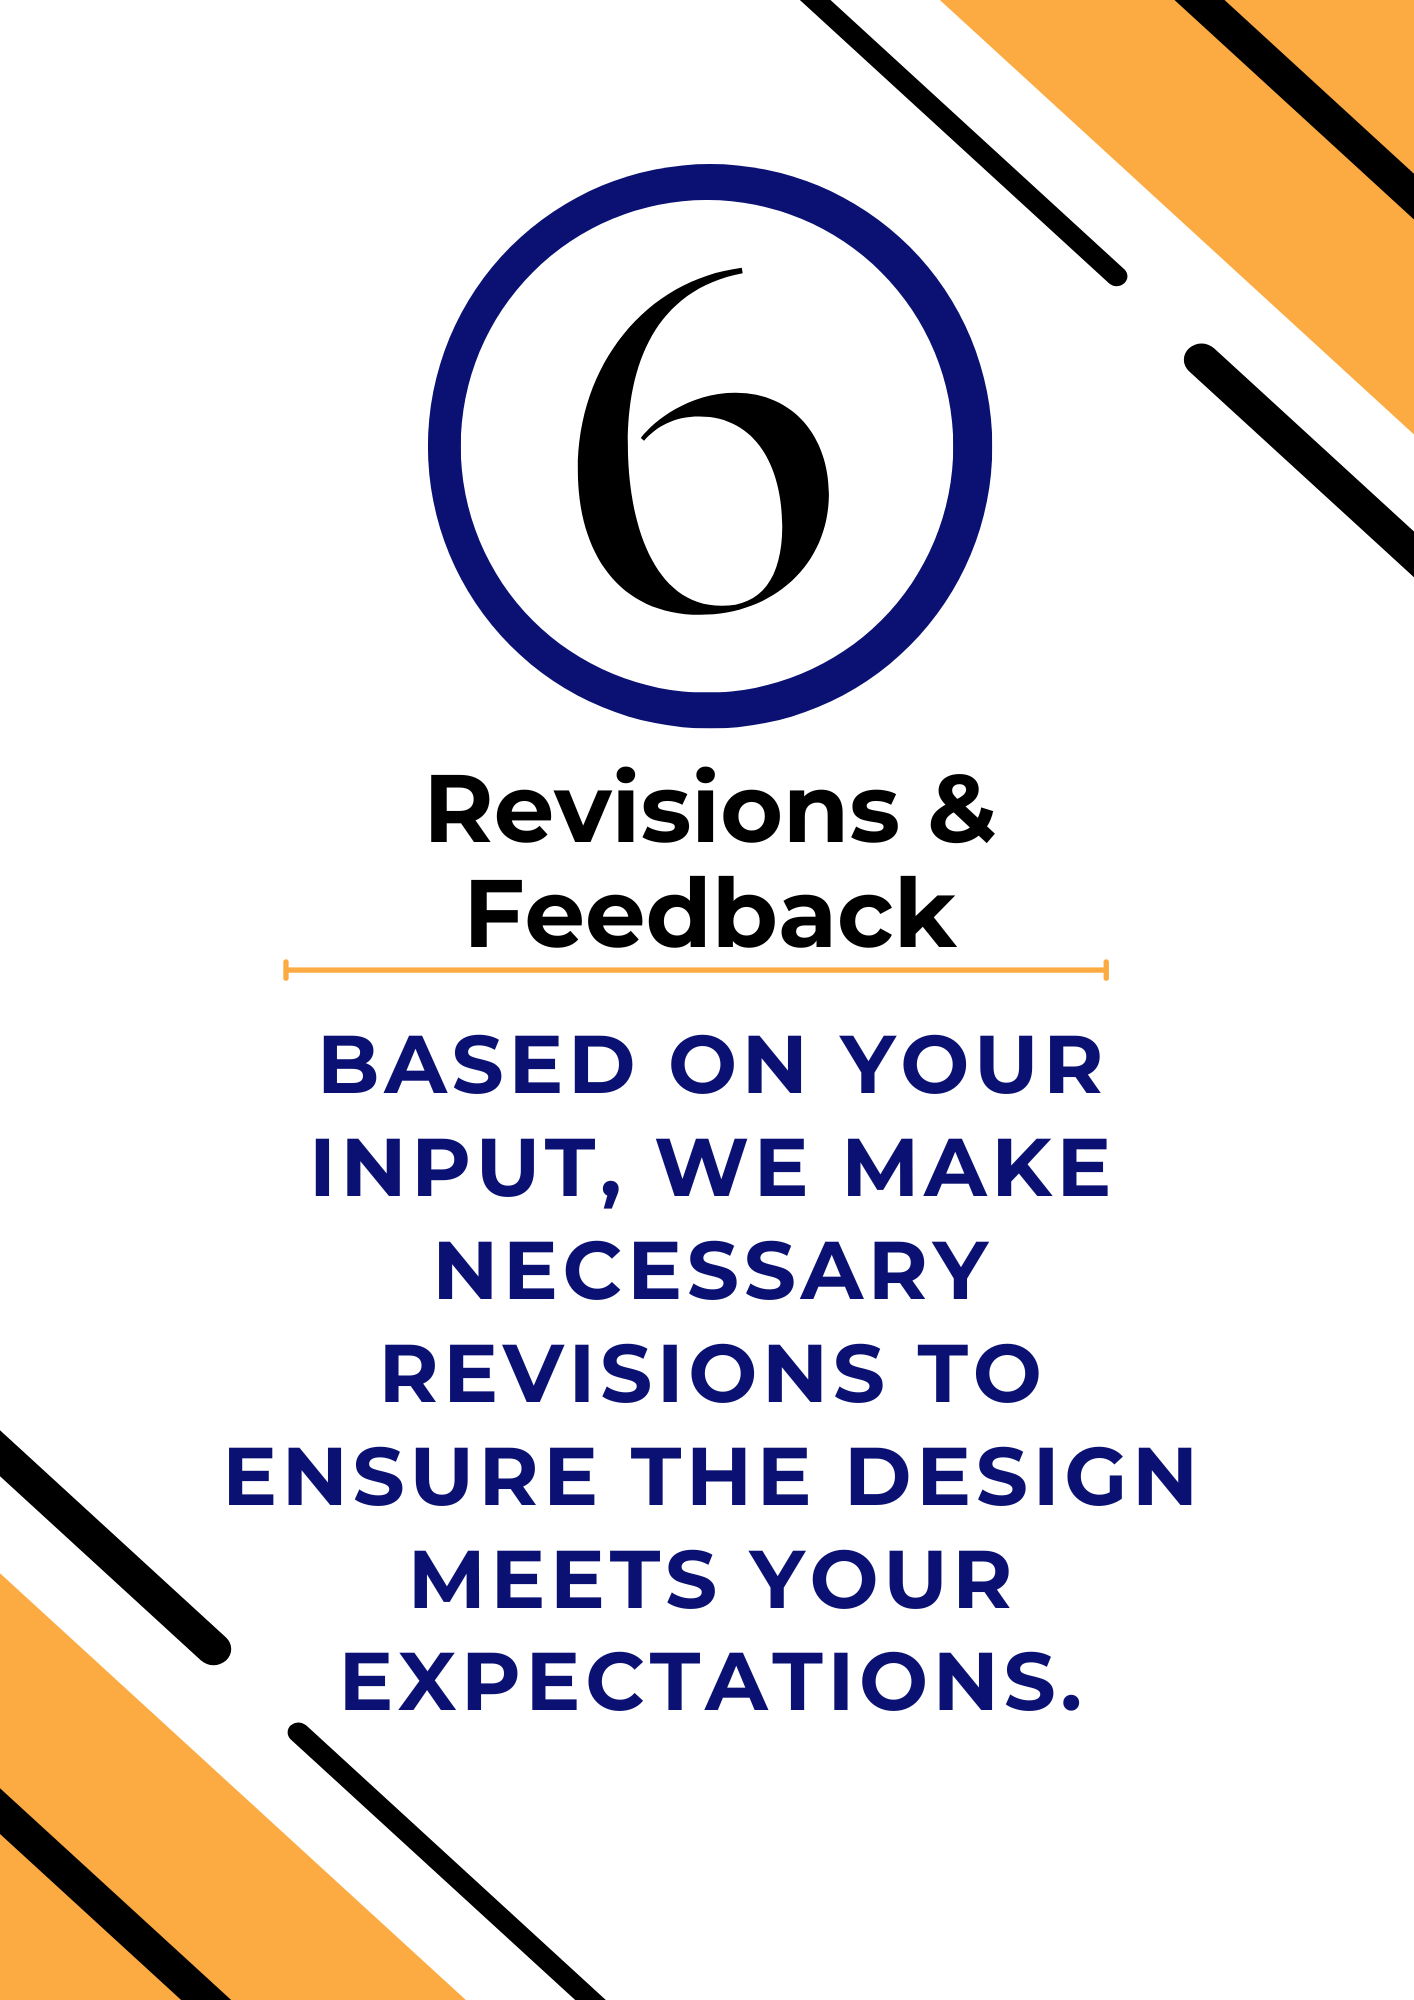 6
Revisions &
Feedback
BASED ON YOUR
INPUT, WE MAKE
NECESSARY
REVISIONS TO
ENSURE THE DESIGN
MEETS YOUR
EXPECTATIONS.